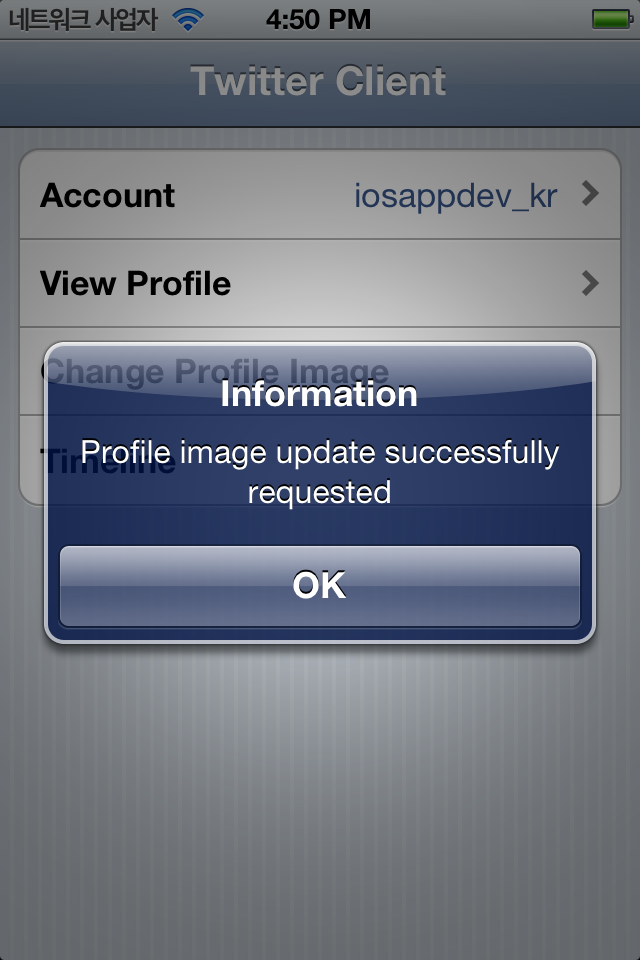 네트워크 사업자 4:50 PM
Twitter Client
Account iosappdev_kr
View Profile
Change Profile Image
Information
Profile image update successfully
Timeline
requested
OK